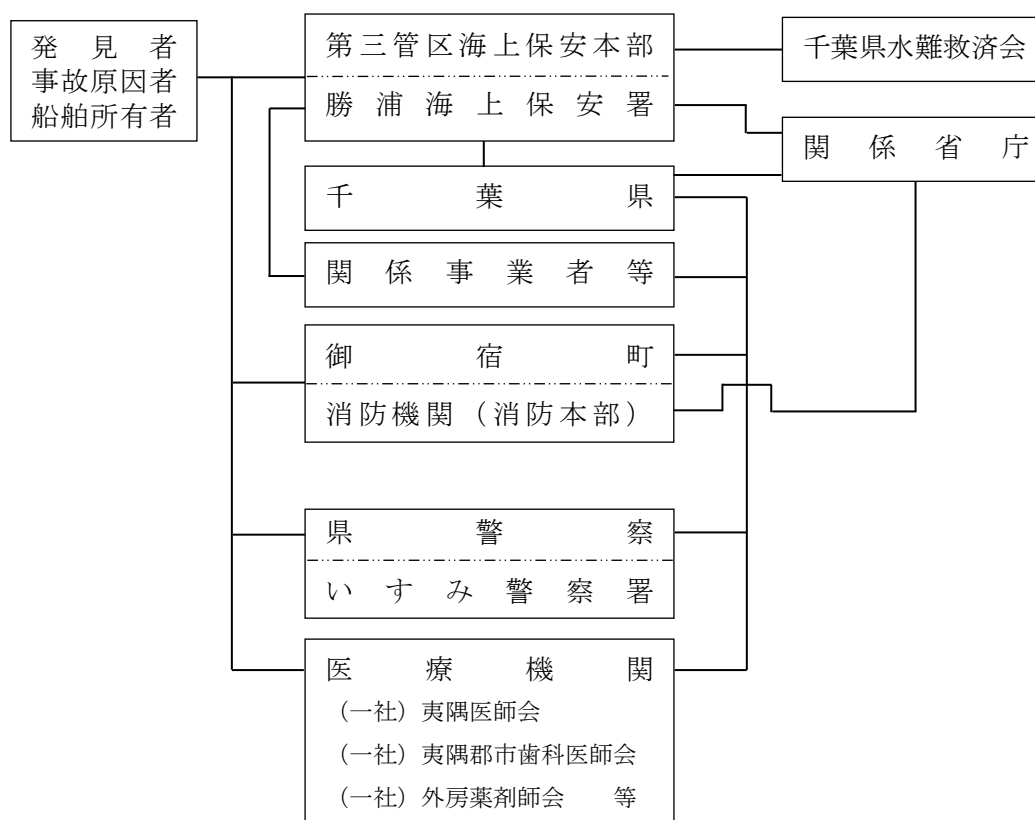 発見者
事故原因者
船舶所有者
第三管区海上保安本部
勝浦海上保安署
千葉県水難救済会
関係省庁
千葉県
関係事業者等
御宿町
消防機関（消防本部）
県警察
いすみ警察署
医療機関
（一社）夷隅医師会
（一社）夷隅郡市歯科医師会
（一社）外房薬剤師会　等